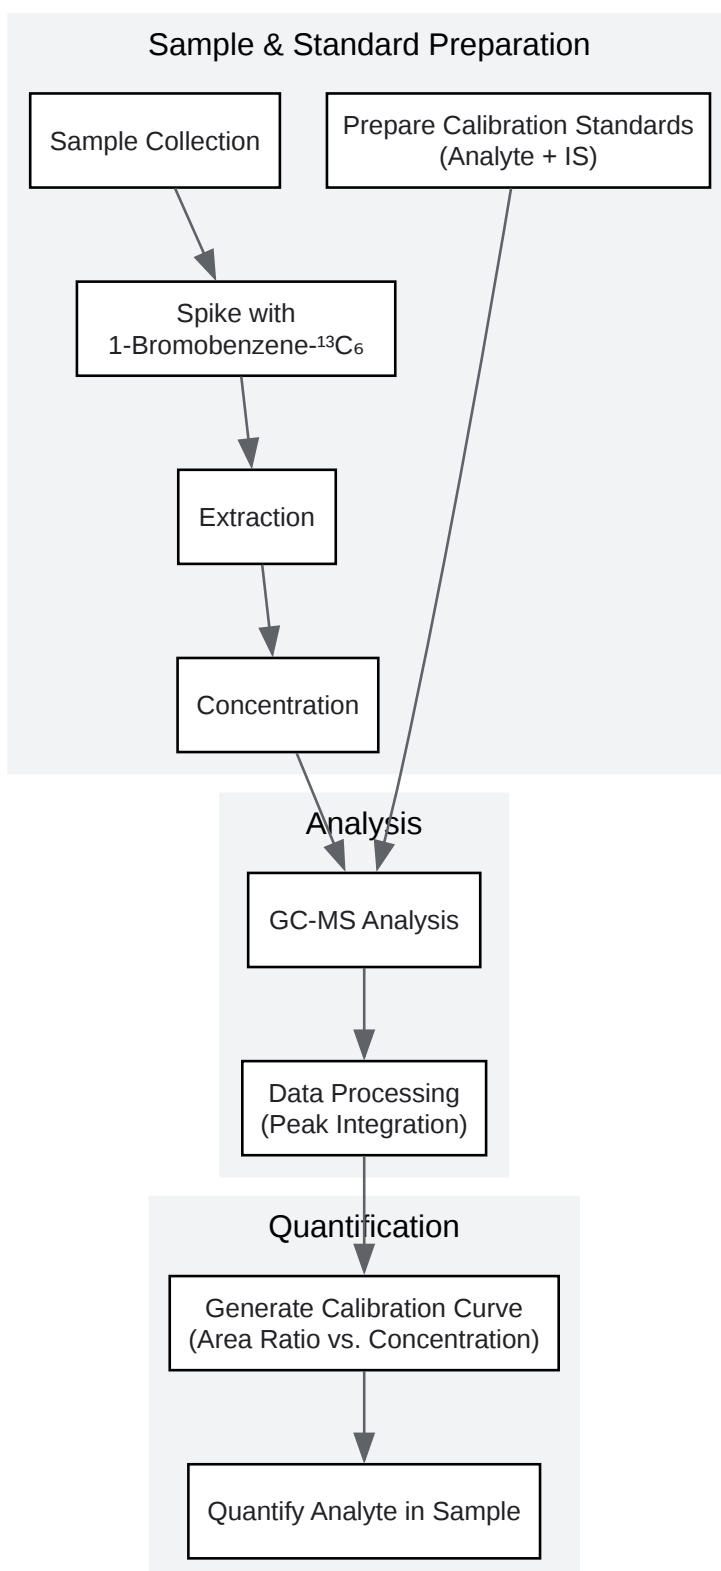 Sample & Standard Preparation
Sample Collection
Prepare Calibration Standards
(Analyte + IS)
Spike with
1-Bromobenzene-¹³C₆
Extraction
Concentration
Analysis
GC-MS Analysis
Data Processing
(Peak Integration)
Quantification
Generate Calibration Curve
(Area Ratio vs. Concentration)
Quantify Analyte in Sample